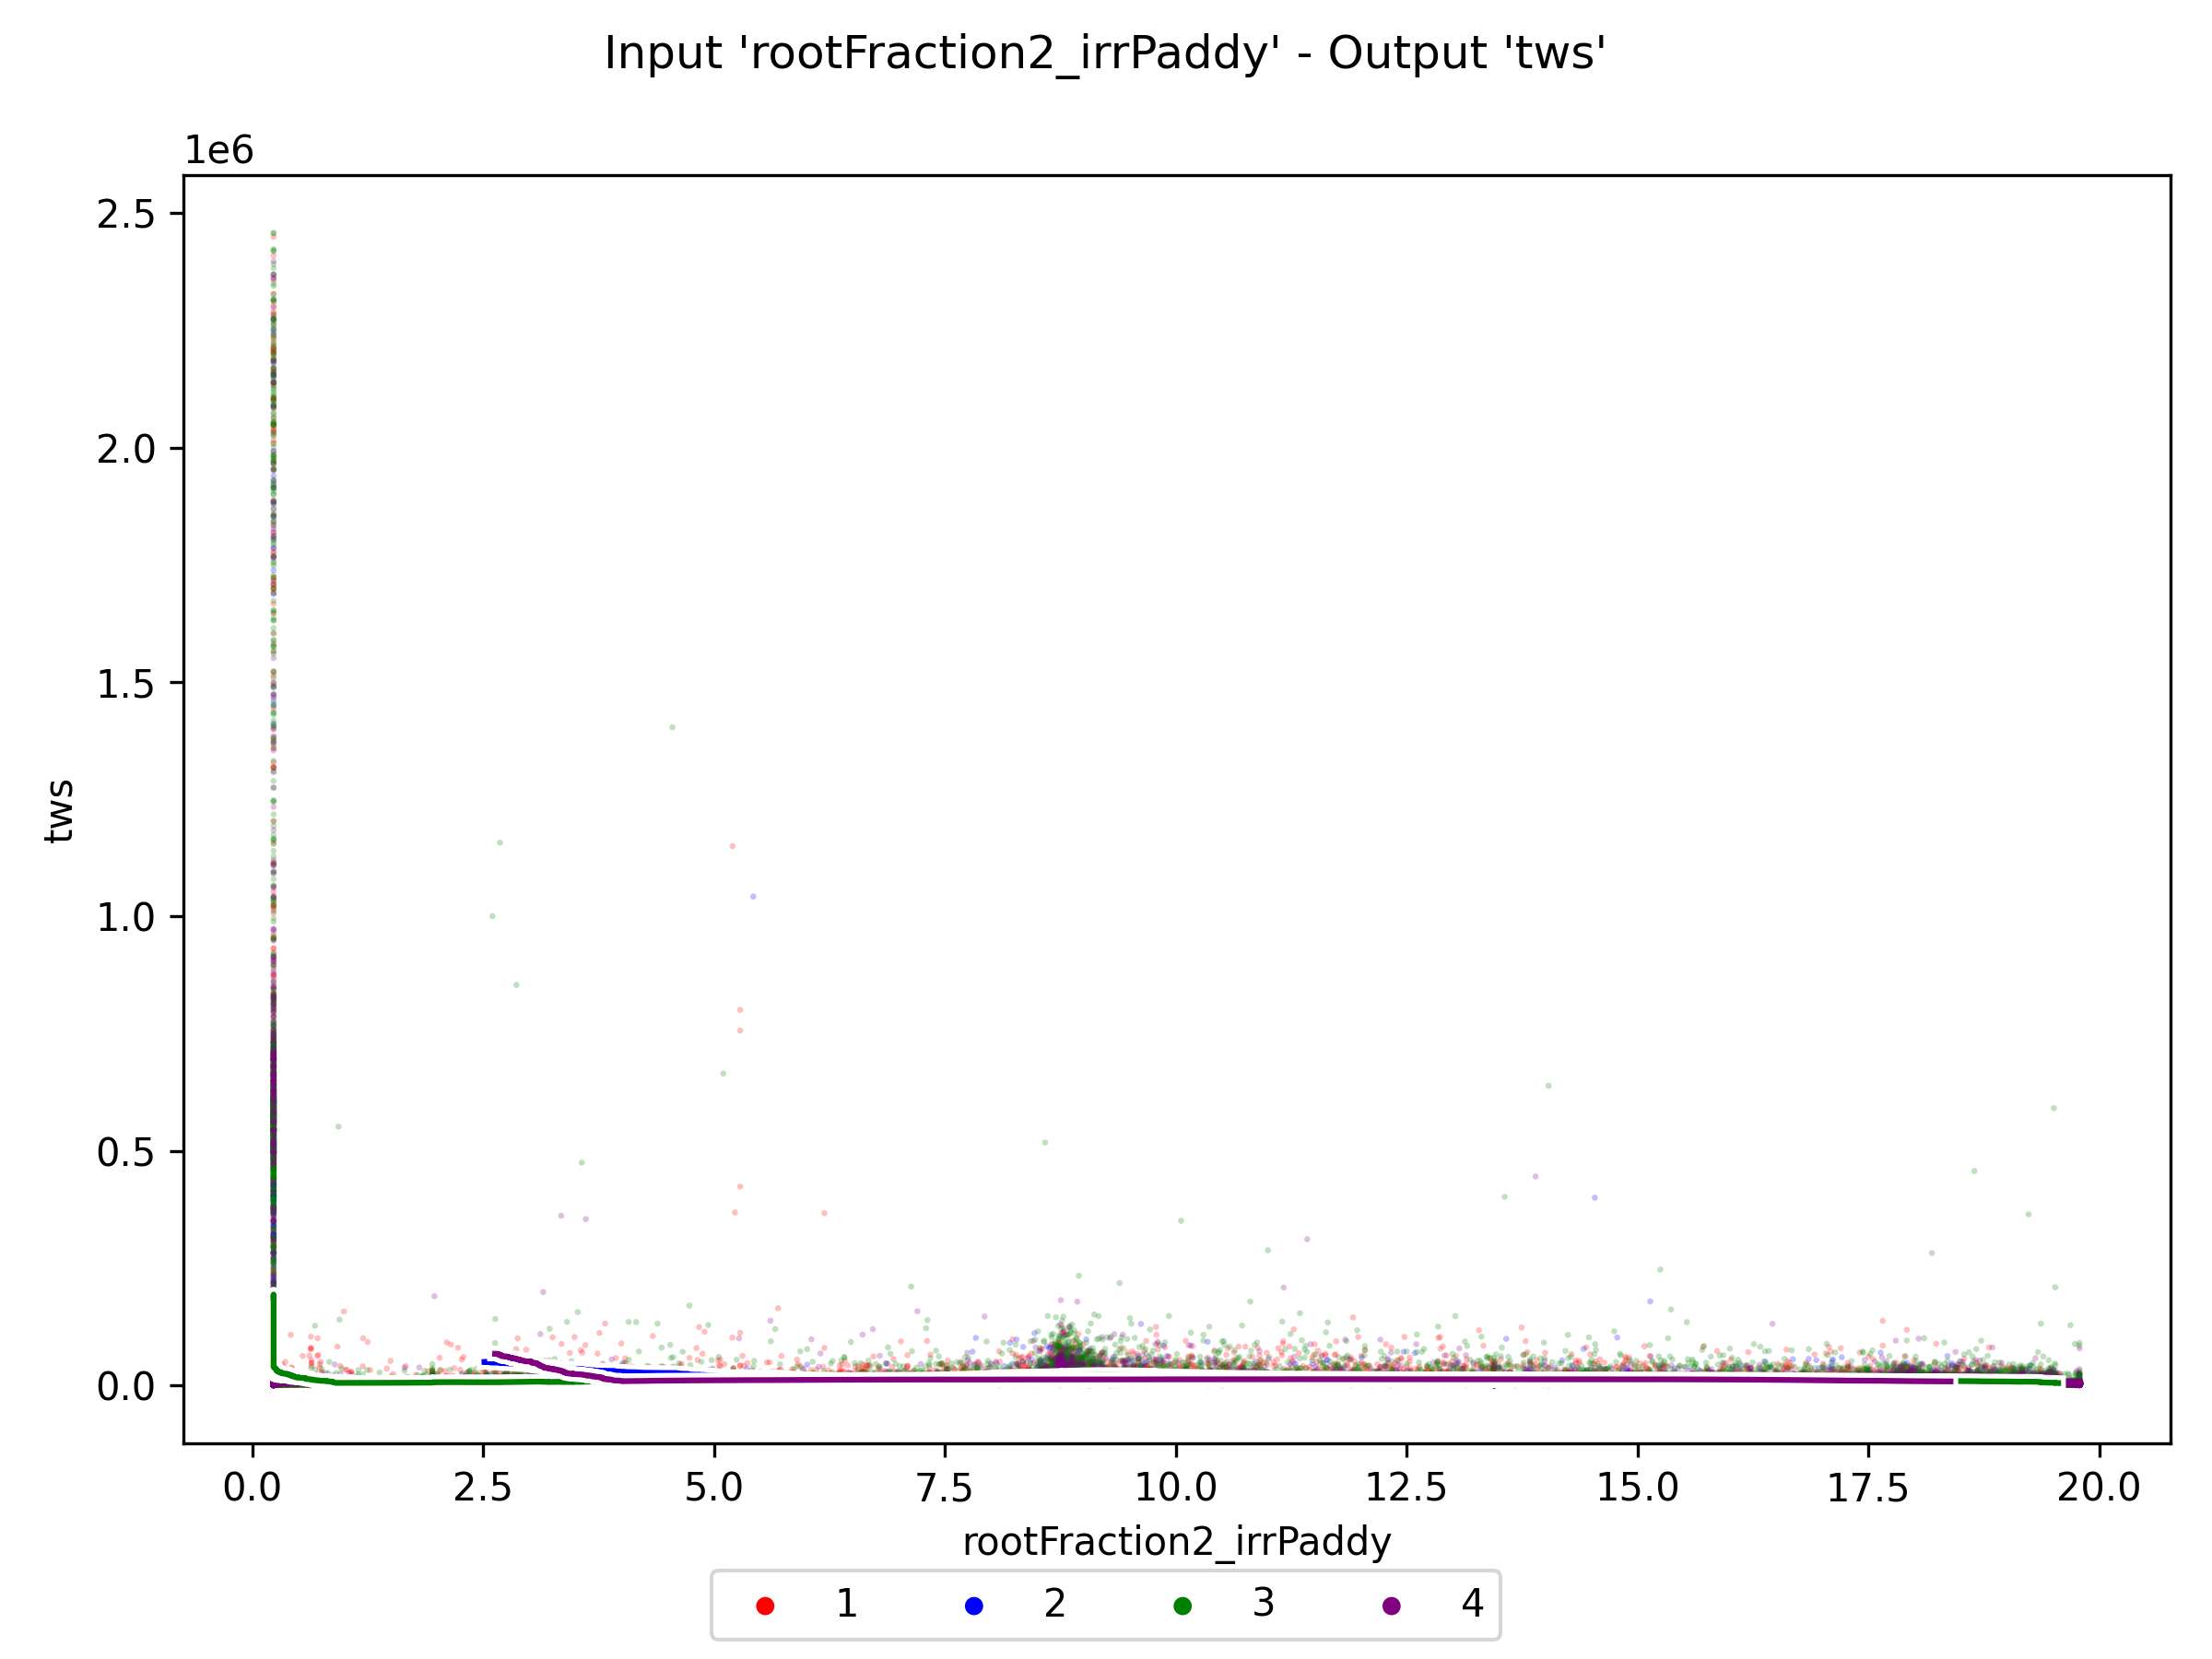 Input 'rootFraction2_irrPaddy' - Output 'tws'
1e6
2.5
2.0
1.5
1.0
0.5
0.0
tws
0.0 2.5 5.0 7.5 10.0 12.5 15.0 17.5 20.0
rootFraction2_irrPaddy
1 2 3 4